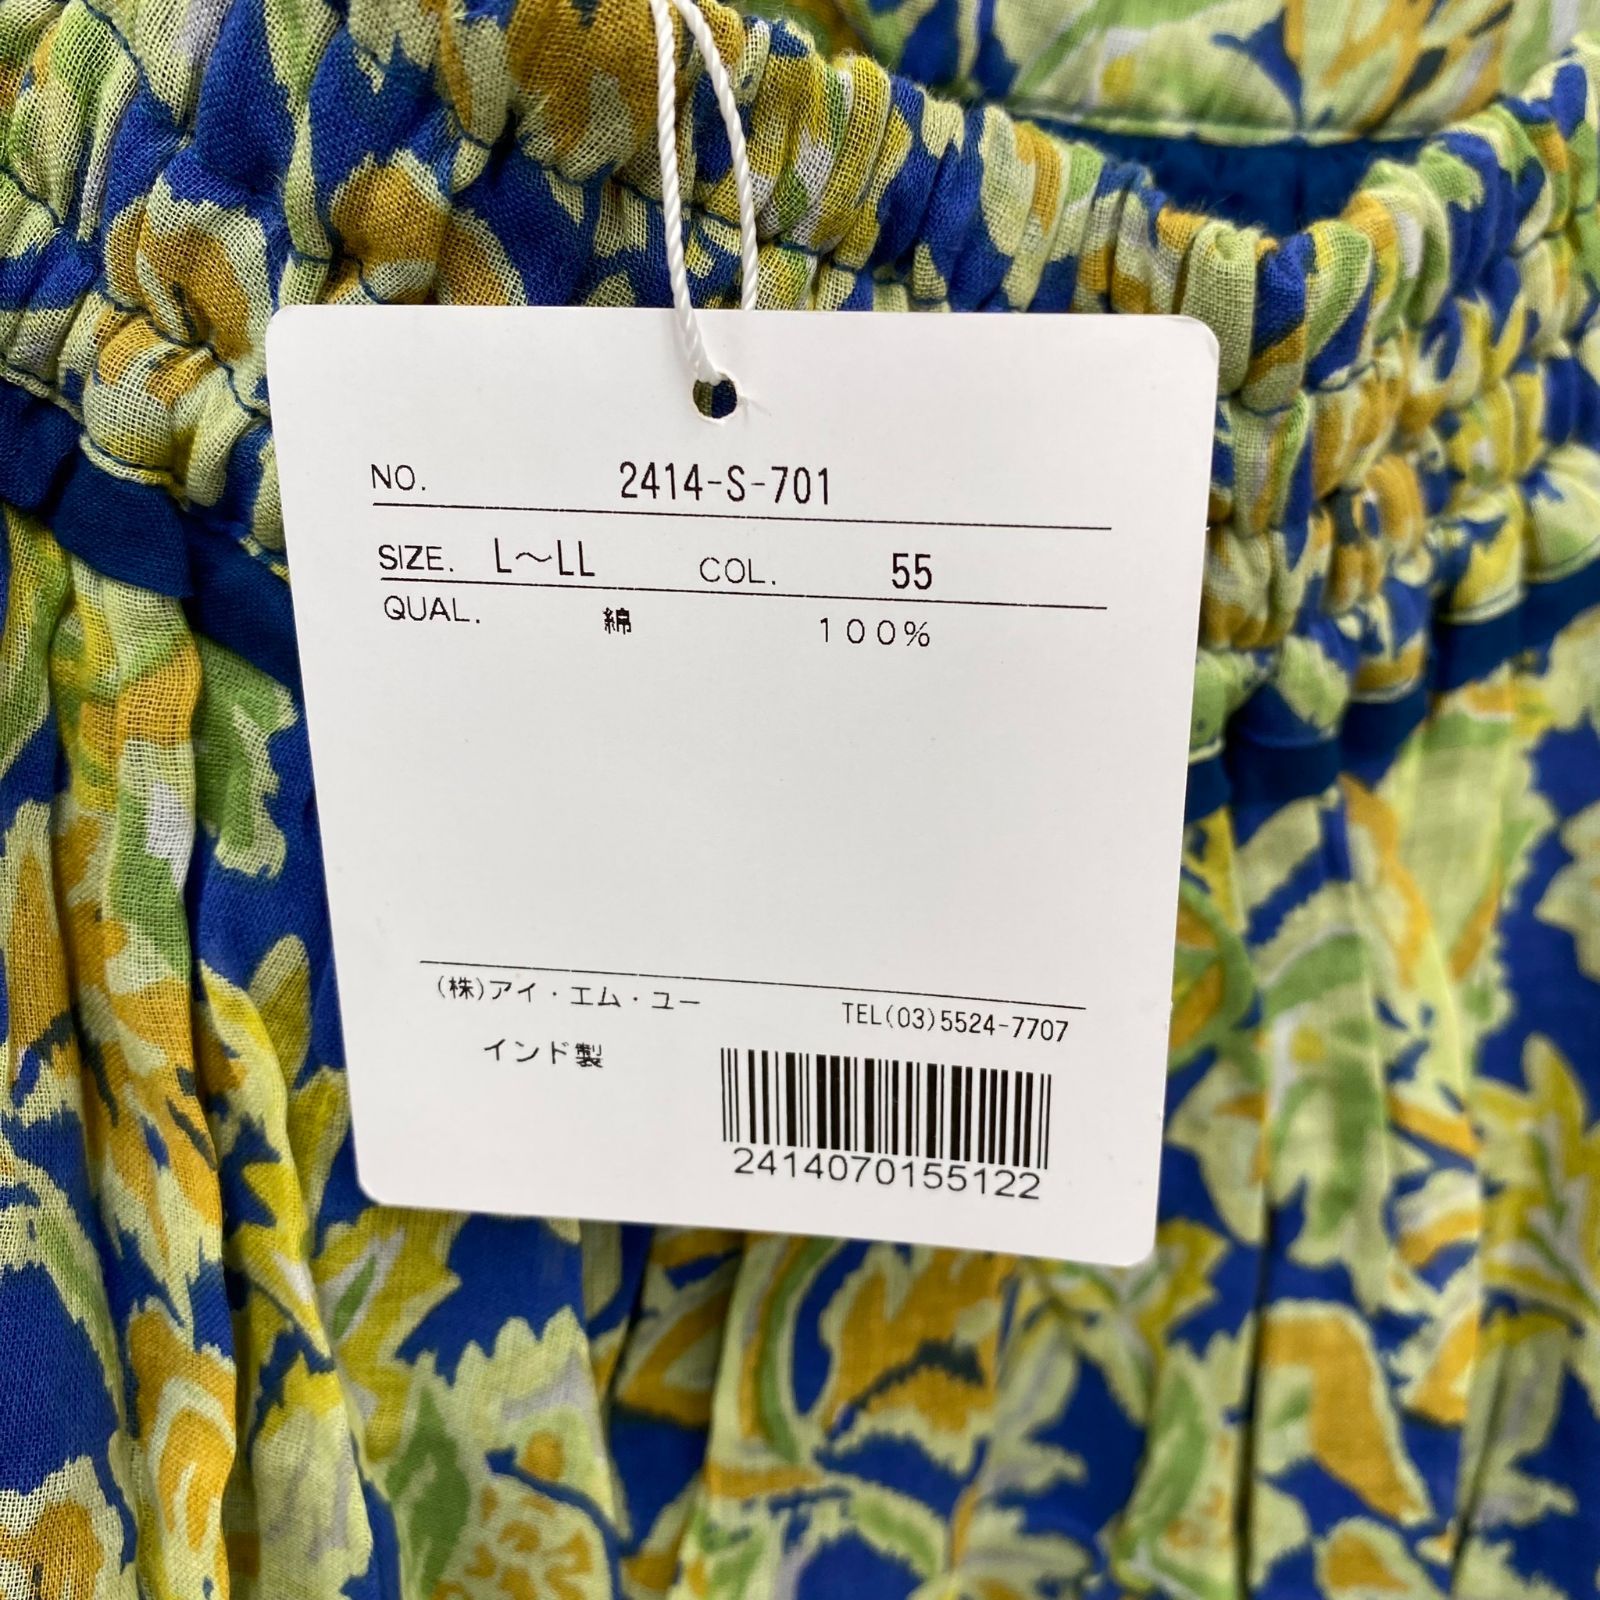 NO. 2414-S-701
SIZE. L～LL COL. 55
QUAL. 綿 100%
(株)アイ・エム・ユー TEL(03)5524-7707
インド製
2414070155122